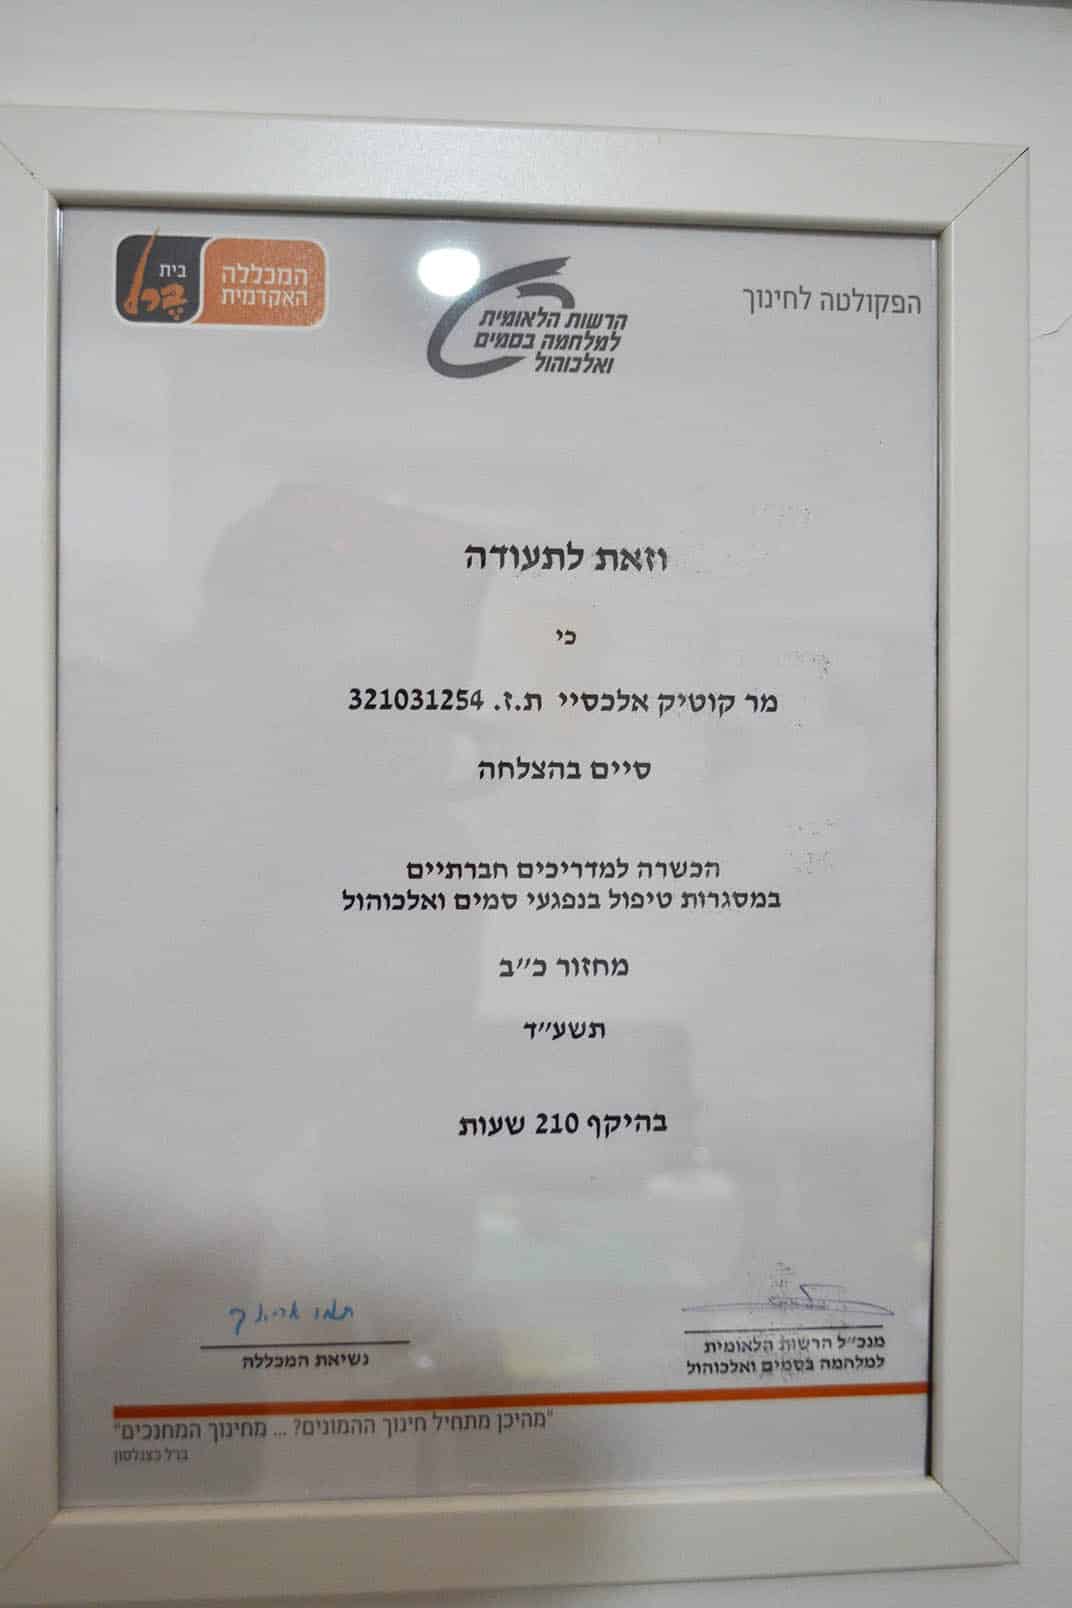 הפקולטה לחינוך
הרשות הלאומית
למלחמה בסמים
ואלכוהול
המכללה
האקדמית
בית
ברל
וזאת לתעודה
כי
מר קוטיק אלכסיי ת.ז. 321031254
סיים בהצלחה
הכשרה למדריכים חברתיים
במסגרות טיפול בנפגעי סמים ואלכוהול
מחזור כ״ב
תשע״ד
בהיקף 210 שעות
מנכ״ל הרשות הלאומית
למלחמה בסמים ואלכוהול
נשיאת המכללה
"מהיכן מתחיל חינוך ההמונים? ... מחינוך המחנכים"
ברל כצנלסון